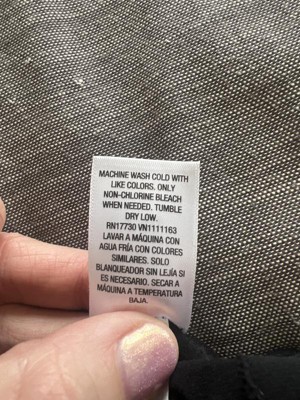 MACHINE WASH COLD WITH
LIKE COLORS. ONLY
NON-CHLORINE BLEACH
WHEN NEEDED. TUMBLE
DRY LOW.
RN17730 VN1111163
LAVAR A MÁQUINA CON
AGUA FRÍA CON COLORES
SIMILARES. SOLO
BLANQUEADOR SIN LEJÍA SI
ES NECESARIO. SECAR A
MÁQUINA A TEMPERATURA
BAJA.